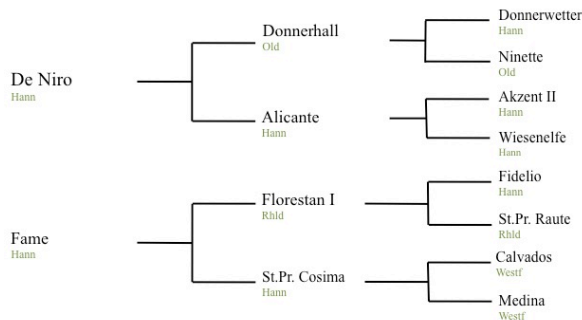 De Niro
Hann
Donnerhall
Old
Donnerwetter
Hann
Ninette
Old
Alicante
Hann
Akzent II
Hann
Wiesenelfe
Hann
Fame
Hann
Florestan I
Rhld
Fidelio
Hann
St.Pr. Raute
Rhld
St.Pr. Cosima
Hann
Calvados
Westf
Medina
Westf